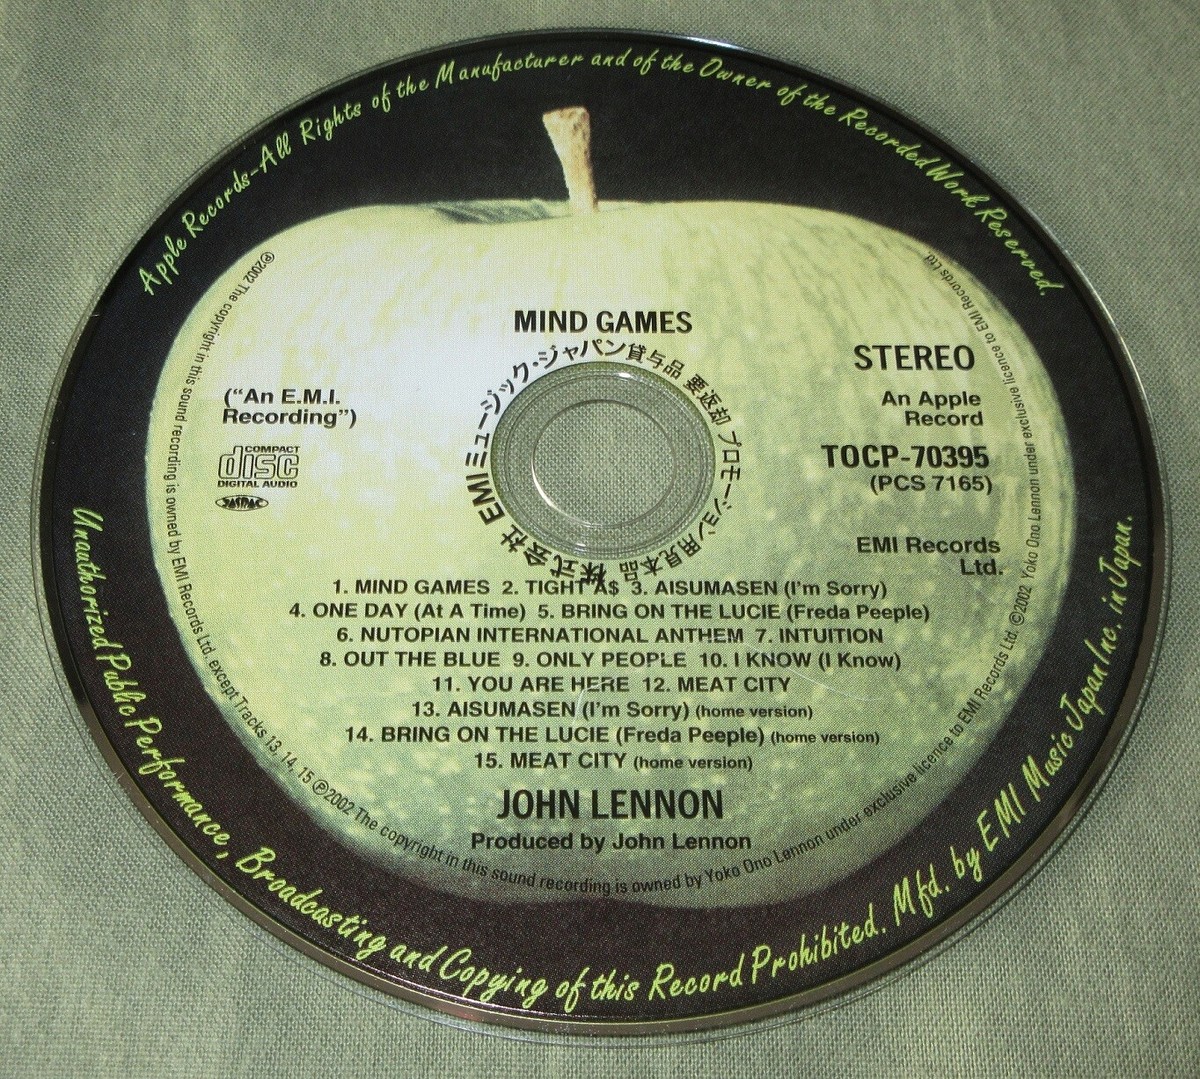 Apple Records-All Rights of the Manufacturer and of the Owner of the Recorded Work Reserved.
MIND GAMES
株式会社 EMIミュージック・ジャパン貸与品 要返却 プロモーション用見本品
STEREO
("An E.M.I.
Recording")
An Apple
Record
COMPACT
disc
DIGITAL AUDIO
TOCP-70395
(PCS 7165)
EMI Records
Ltd.
1. MIND GAMES 2. TIGHT A$ 3. AISUMASEN (I'm Sorry)
4. ONE DAY (At A Time) 5. BRING ON THE LUCIE (Freda Peeple)
6. NUTOPIAN INTERNATIONAL ANTHEM 7. INTUITION
8. OUT THE BLUE 9. ONLY PEOPLE 10. I KNOW (I Know)
11. YOU ARE HERE 12. MEAT CITY
13. AISUMASEN (I'm Sorry) (home version)
14. BRING ON THE LUCIE (Freda Peeple) (home version)
15. MEAT CITY (home version)
JOHN LENNON
Produced by John Lennon
℗2002 The copyright in this sound recording is owned by EMI Records Ltd. except Tracks 13, 14, 15 ℗2002 The copyright in this sound recording is owned by Yoko Ono Lennon under exclusive licence to EMI Records Ltd. ©2002 Yoko Ono Lennon under exclusive licence to EMI Records Ltd
Unauthorized Public Performance, Broadcasting and Copying of this Record Prohibited. Mfd. by EMI Music Japan Inc. in Japan.